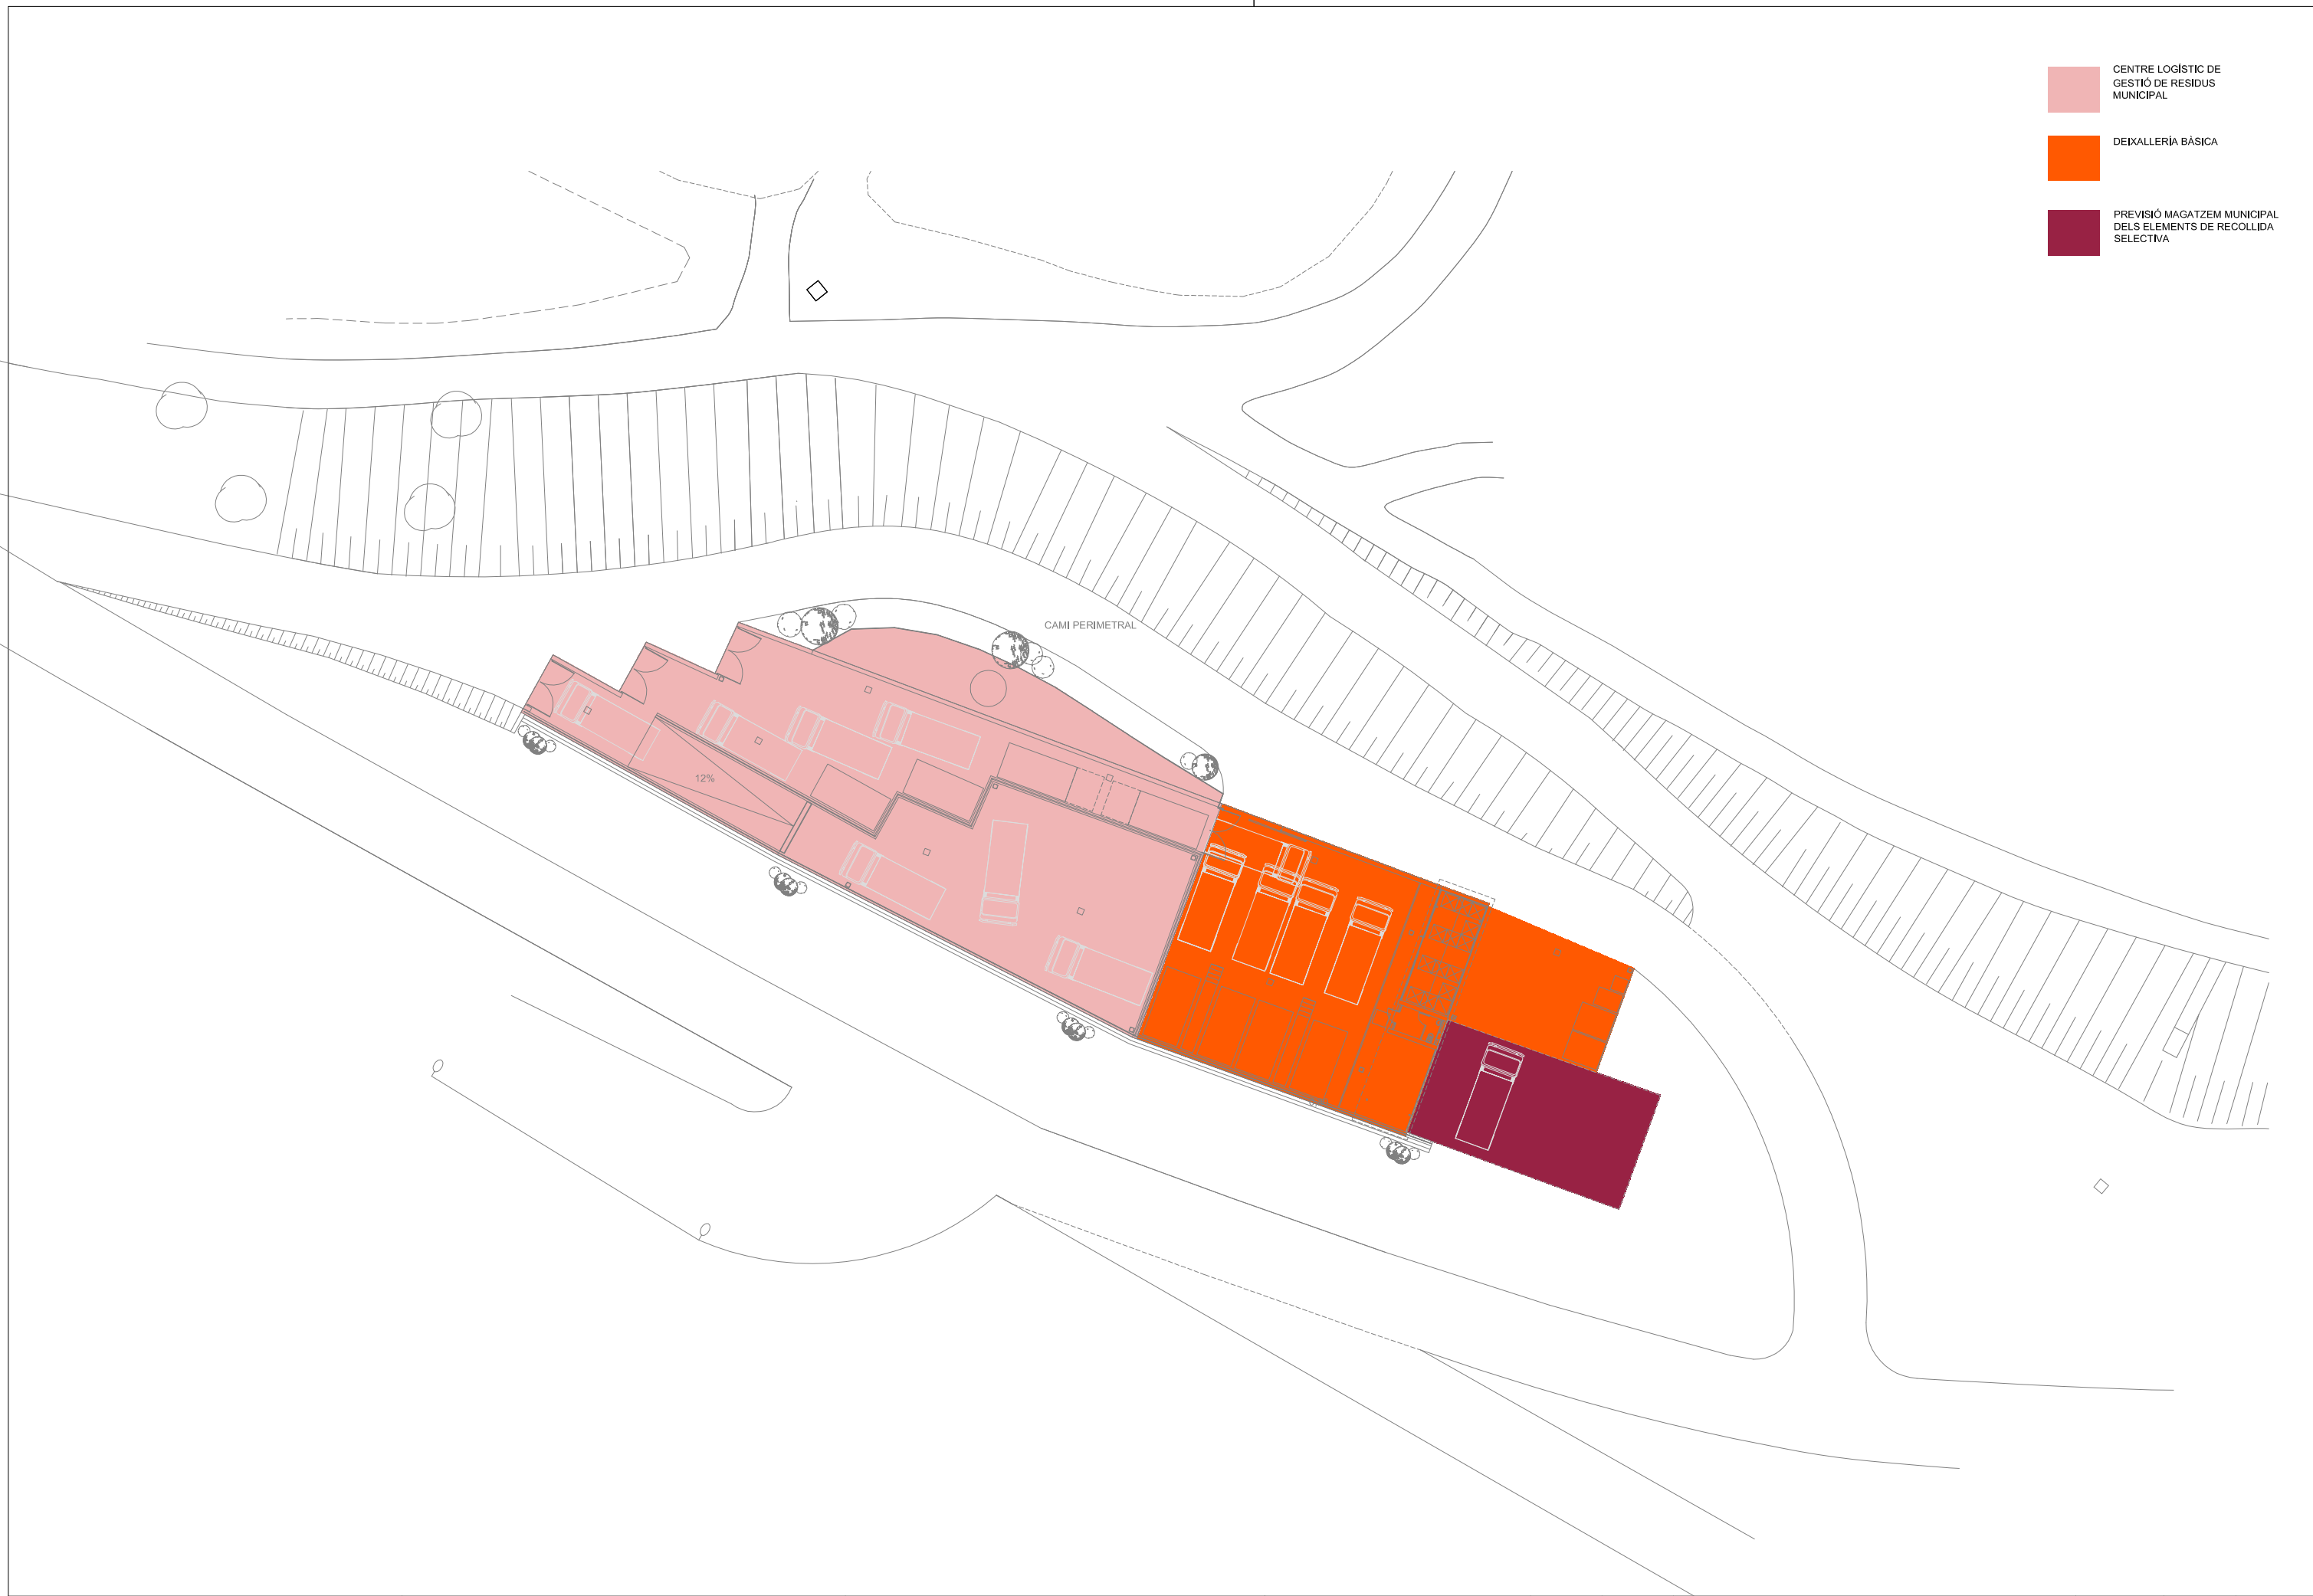 CENTRE LOGÍSTIC DE
GESTIÓ DE RESIDUS
MUNICIPAL
DEIXALLERÍA BÀSICA
PREVISIÓ MAGATZEM MUNICIPAL
DELS ELEMENTS DE RECOLLIDA
SELECTIVA
CAMI PERIMETRAL
12%